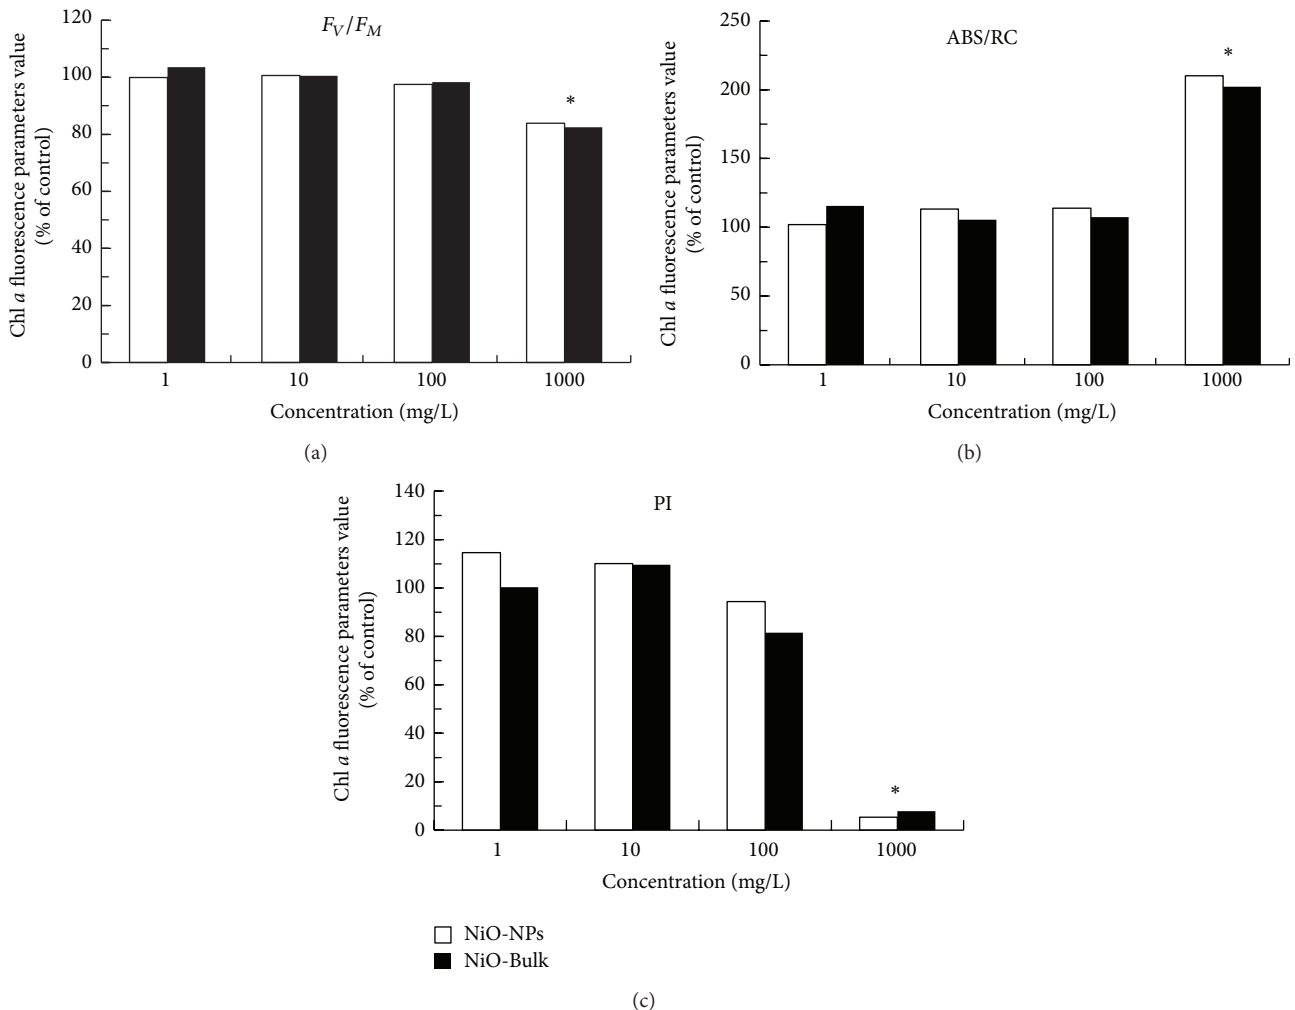 F_V/F_M
Chl a fluorescence parameters value
(% of control)
120
100
80
60
40
20
0
*
1 10 100 1000
Concentration (mg/L)
(a)
ABS/RC
Chl a fluorescence parameters value
(% of control)
250
200
150
100
50
0
*
1 10 100 1000
Concentration (mg/L)
(b)
PI
Chl a fluorescence parameters value
(% of control)
140
120
100
80
60
40
20
0
*
1 10 100 1000
Concentration (mg/L)
NiO-NPs
NiO-Bulk
(c)